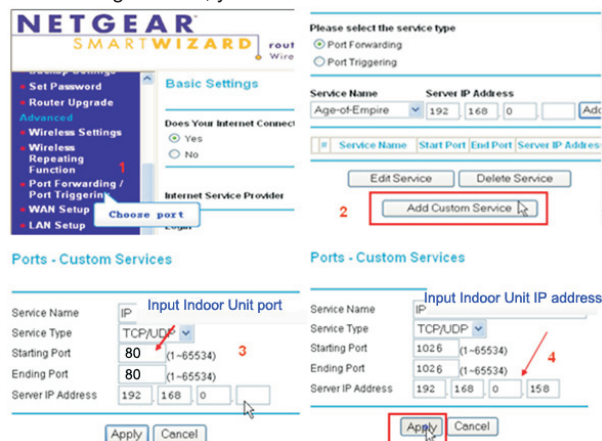 NETGEAR
SMARTWIZARD rout
Wire
Set Password
Router Upgrade
Advanced
Wireless Settings
Wireless
Repeating
Function
1
Port Forwarding /
Port Triggering
WAN Setup
LAN Setup
Choose port
Basic Settings
Does Your Internet Connect
Yes
No
Internet Service Provider
Please select the service type
Port Forwarding
Port Triggering
Service Name Server IP Address
Age-of-Empire 192 . 168 . 0 . Add
# Service Name Start Port End Port Server IP Address
Edit Service Delete Service
2 Add Custom Service
Ports - Custom Services
Service Name IP
Input Indoor Unit port
Service Type TCP/UDP
Starting Port 80 (1~65534) 3
Ending Port 80 (1~65534)
Server IP Address 192 . 168 . 0 .
Apply Cancel
Ports - Custom Services
Input Indoor Unit IP address
Service Name IP
Service Type TCP/UDP
Starting Port 1026 (1~65534) 4
Ending Port 1026 (1~65534)
Server IP Address 192 . 168 . 0 . 158
Apply Cancel